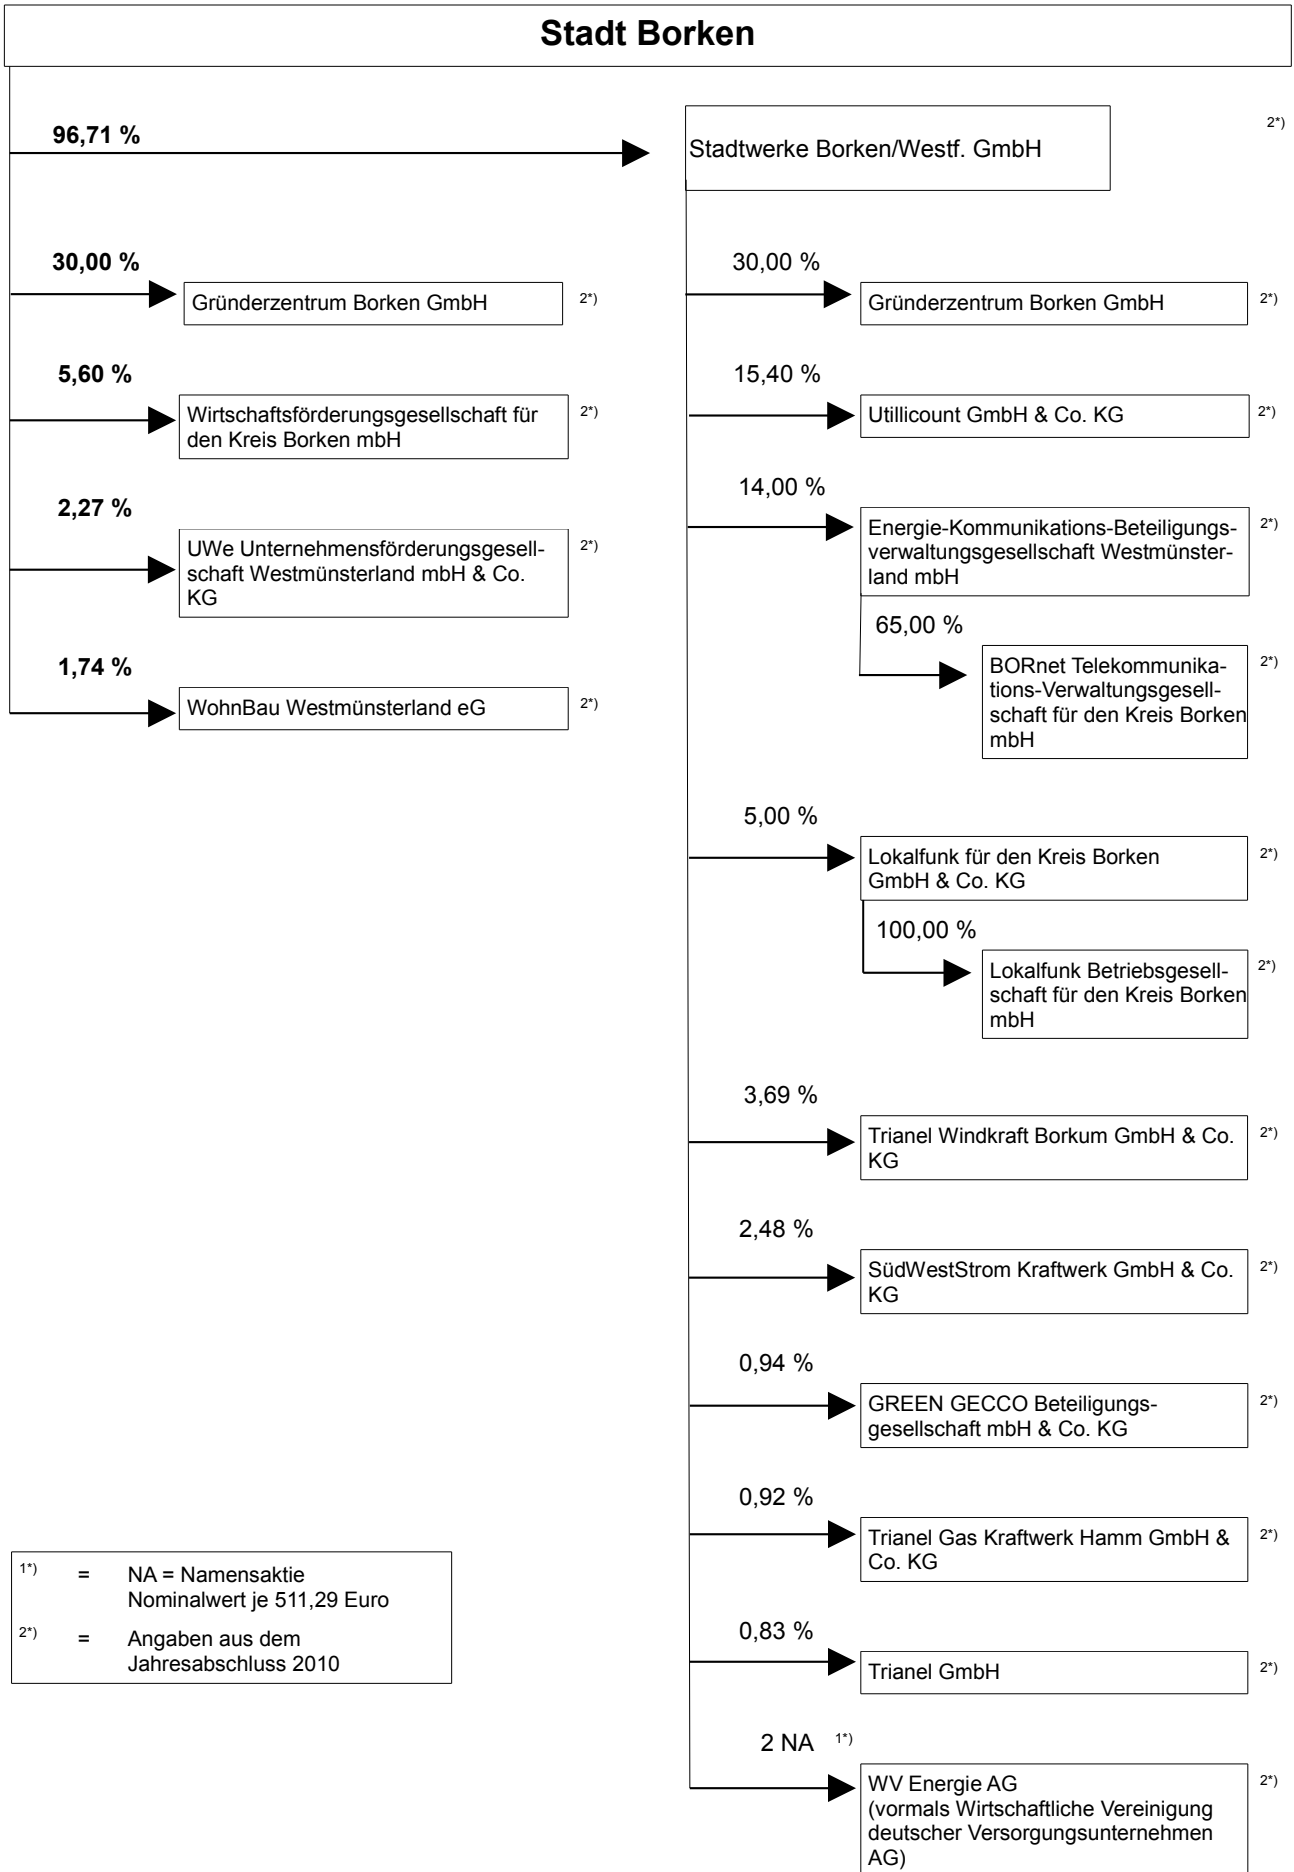 Stadt Borken
96,71 %
Stadtwerke Borken/Westf. GmbH
2*)
30,00 %
Gründerzentrum Borken GmbH
2*)
5,60 %
Wirtschaftsförderungsgesellschaft für
den Kreis Borken mbH
2*)
2,27 %
UWe Unternehmensförderungsgesell-
schaft Westmünsterland mbH & Co.
KG
2*)
1,74 %
WohnBau Westmünsterland eG
2*)
30,00 %
Gründerzentrum Borken GmbH
2*)
15,40 %
Utillicount GmbH & Co. KG
2*)
14,00 %
Energie-Kommunikations-Beteiligungs-
verwaltungsgesellschaft Westmünster-
land mbH
2*)
65,00 %
BORnet Telekommunika-
tions-Verwaltungsgesell-
schaft für den Kreis Borken
mbH
2*)
5,00 %
Lokalfunk für den Kreis Borken
GmbH & Co. KG
2*)
100,00 %
Lokalfunk Betriebsgesell-
schaft für den Kreis Borken
mbH
2*)
3,69 %
Trianel Windkraft Borkum GmbH & Co.
KG
2*)
2,48 %
SüdWestStrom Kraftwerk GmbH & Co.
KG
2*)
0,94 %
GREEN GECCO Beteiligungs-
gesellschaft mbH & Co. KG
2*)
0,92 %
Trianel Gas Kraftwerk Hamm GmbH &
Co. KG
2*)
0,83 %
Trianel GmbH
2*)
2 NA 1*)
WV Energie AG
(vormals Wirtschaftliche Vereinigung
deutscher Versorgungsunternehmen
AG)
2*)
1*) = NA = Namensaktie
Nominalwert je 511,29 Euro
2*) = Angaben aus dem
Jahresabschluss 2010